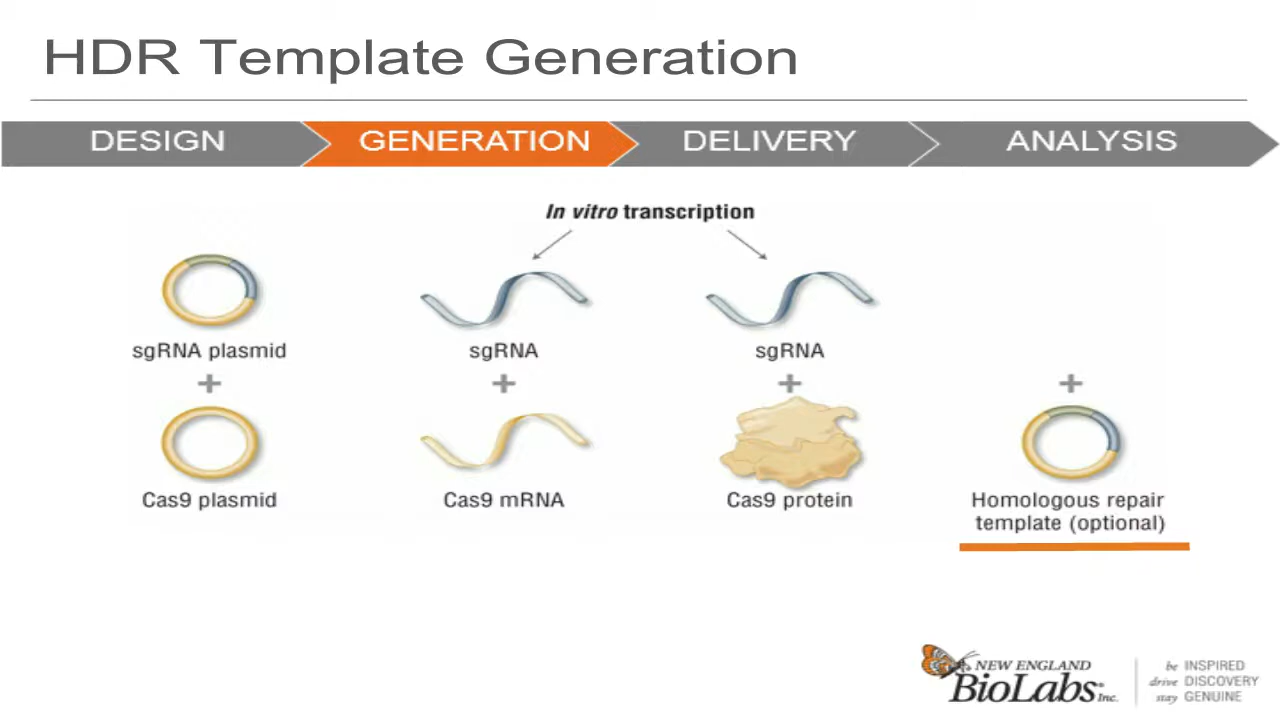 HDR Template Generation
DESIGN
GENERATION
DELIVERY
ANALYSIS
In vitro transcription
sgRNA plasmid
sgRNA
sgRNA
+
+
+
+
Cas9 plasmid
Cas9 mRNA
Cas9 protein
Homologous repair
template (optional)
NEW ENGLAND
BioLabs® Inc.
be INSPIRED
drive DISCOVERY
stay GENUINE